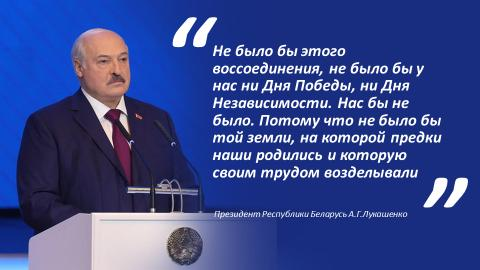 “
Не было бы этого
воссоединения, не было бы у
нас ни Дня Победы, ни Дня
Независимости. Нас бы не
было. Потому что не было бы
той земли, на которой предки
наши родились и которую
своим трудом возделывали
”
Президент Республики Беларусь А.Г.Лукашенко